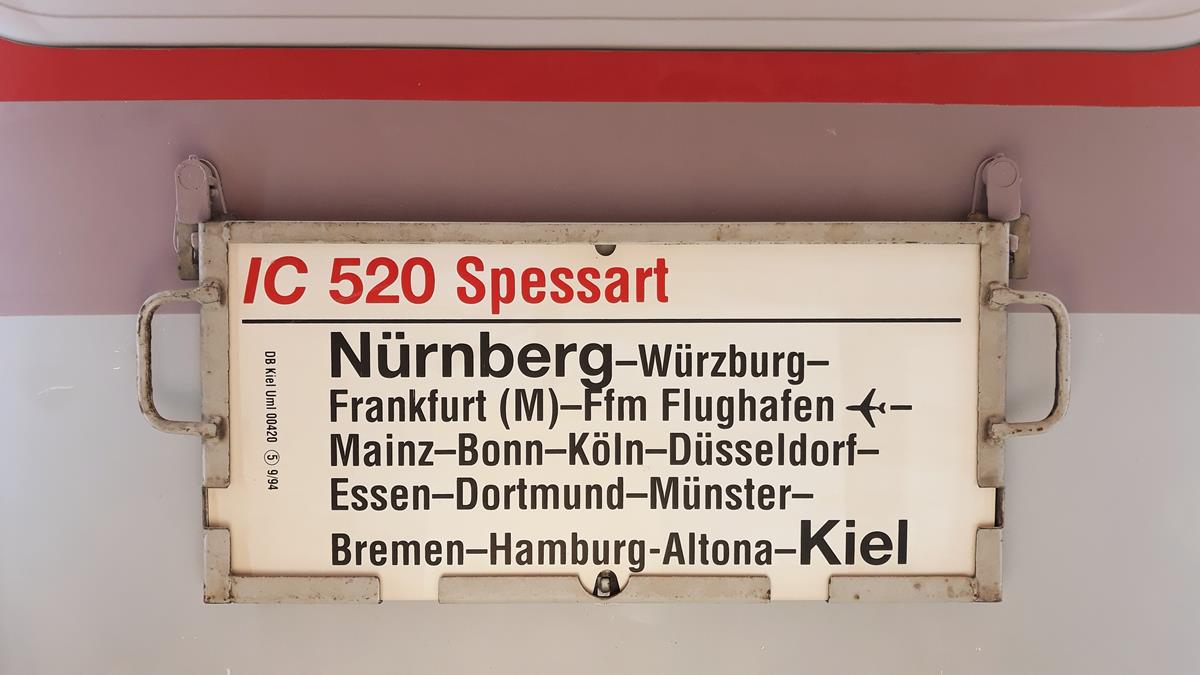 IC 520 Spessart
Nürnberg–Würzburg–
Frankfurt (M)–Ffm Flughafen ✈–
Mainz–Bonn–Köln–Düsseldorf–
Essen–Dortmund–Münster–
Bremen–Hamburg-Altona–Kiel
DB Kiel Uml 00420 ⑤ 9/94